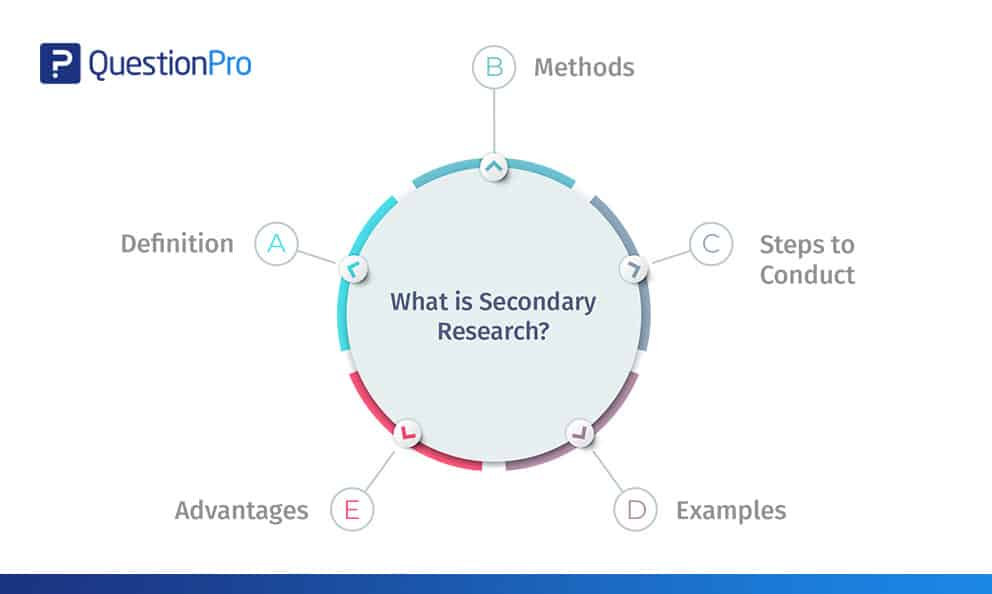 QuestionPro
B Methods
Definition A
C Steps to
Conduct
What is Secondary
Research?
Advantages E
D Examples